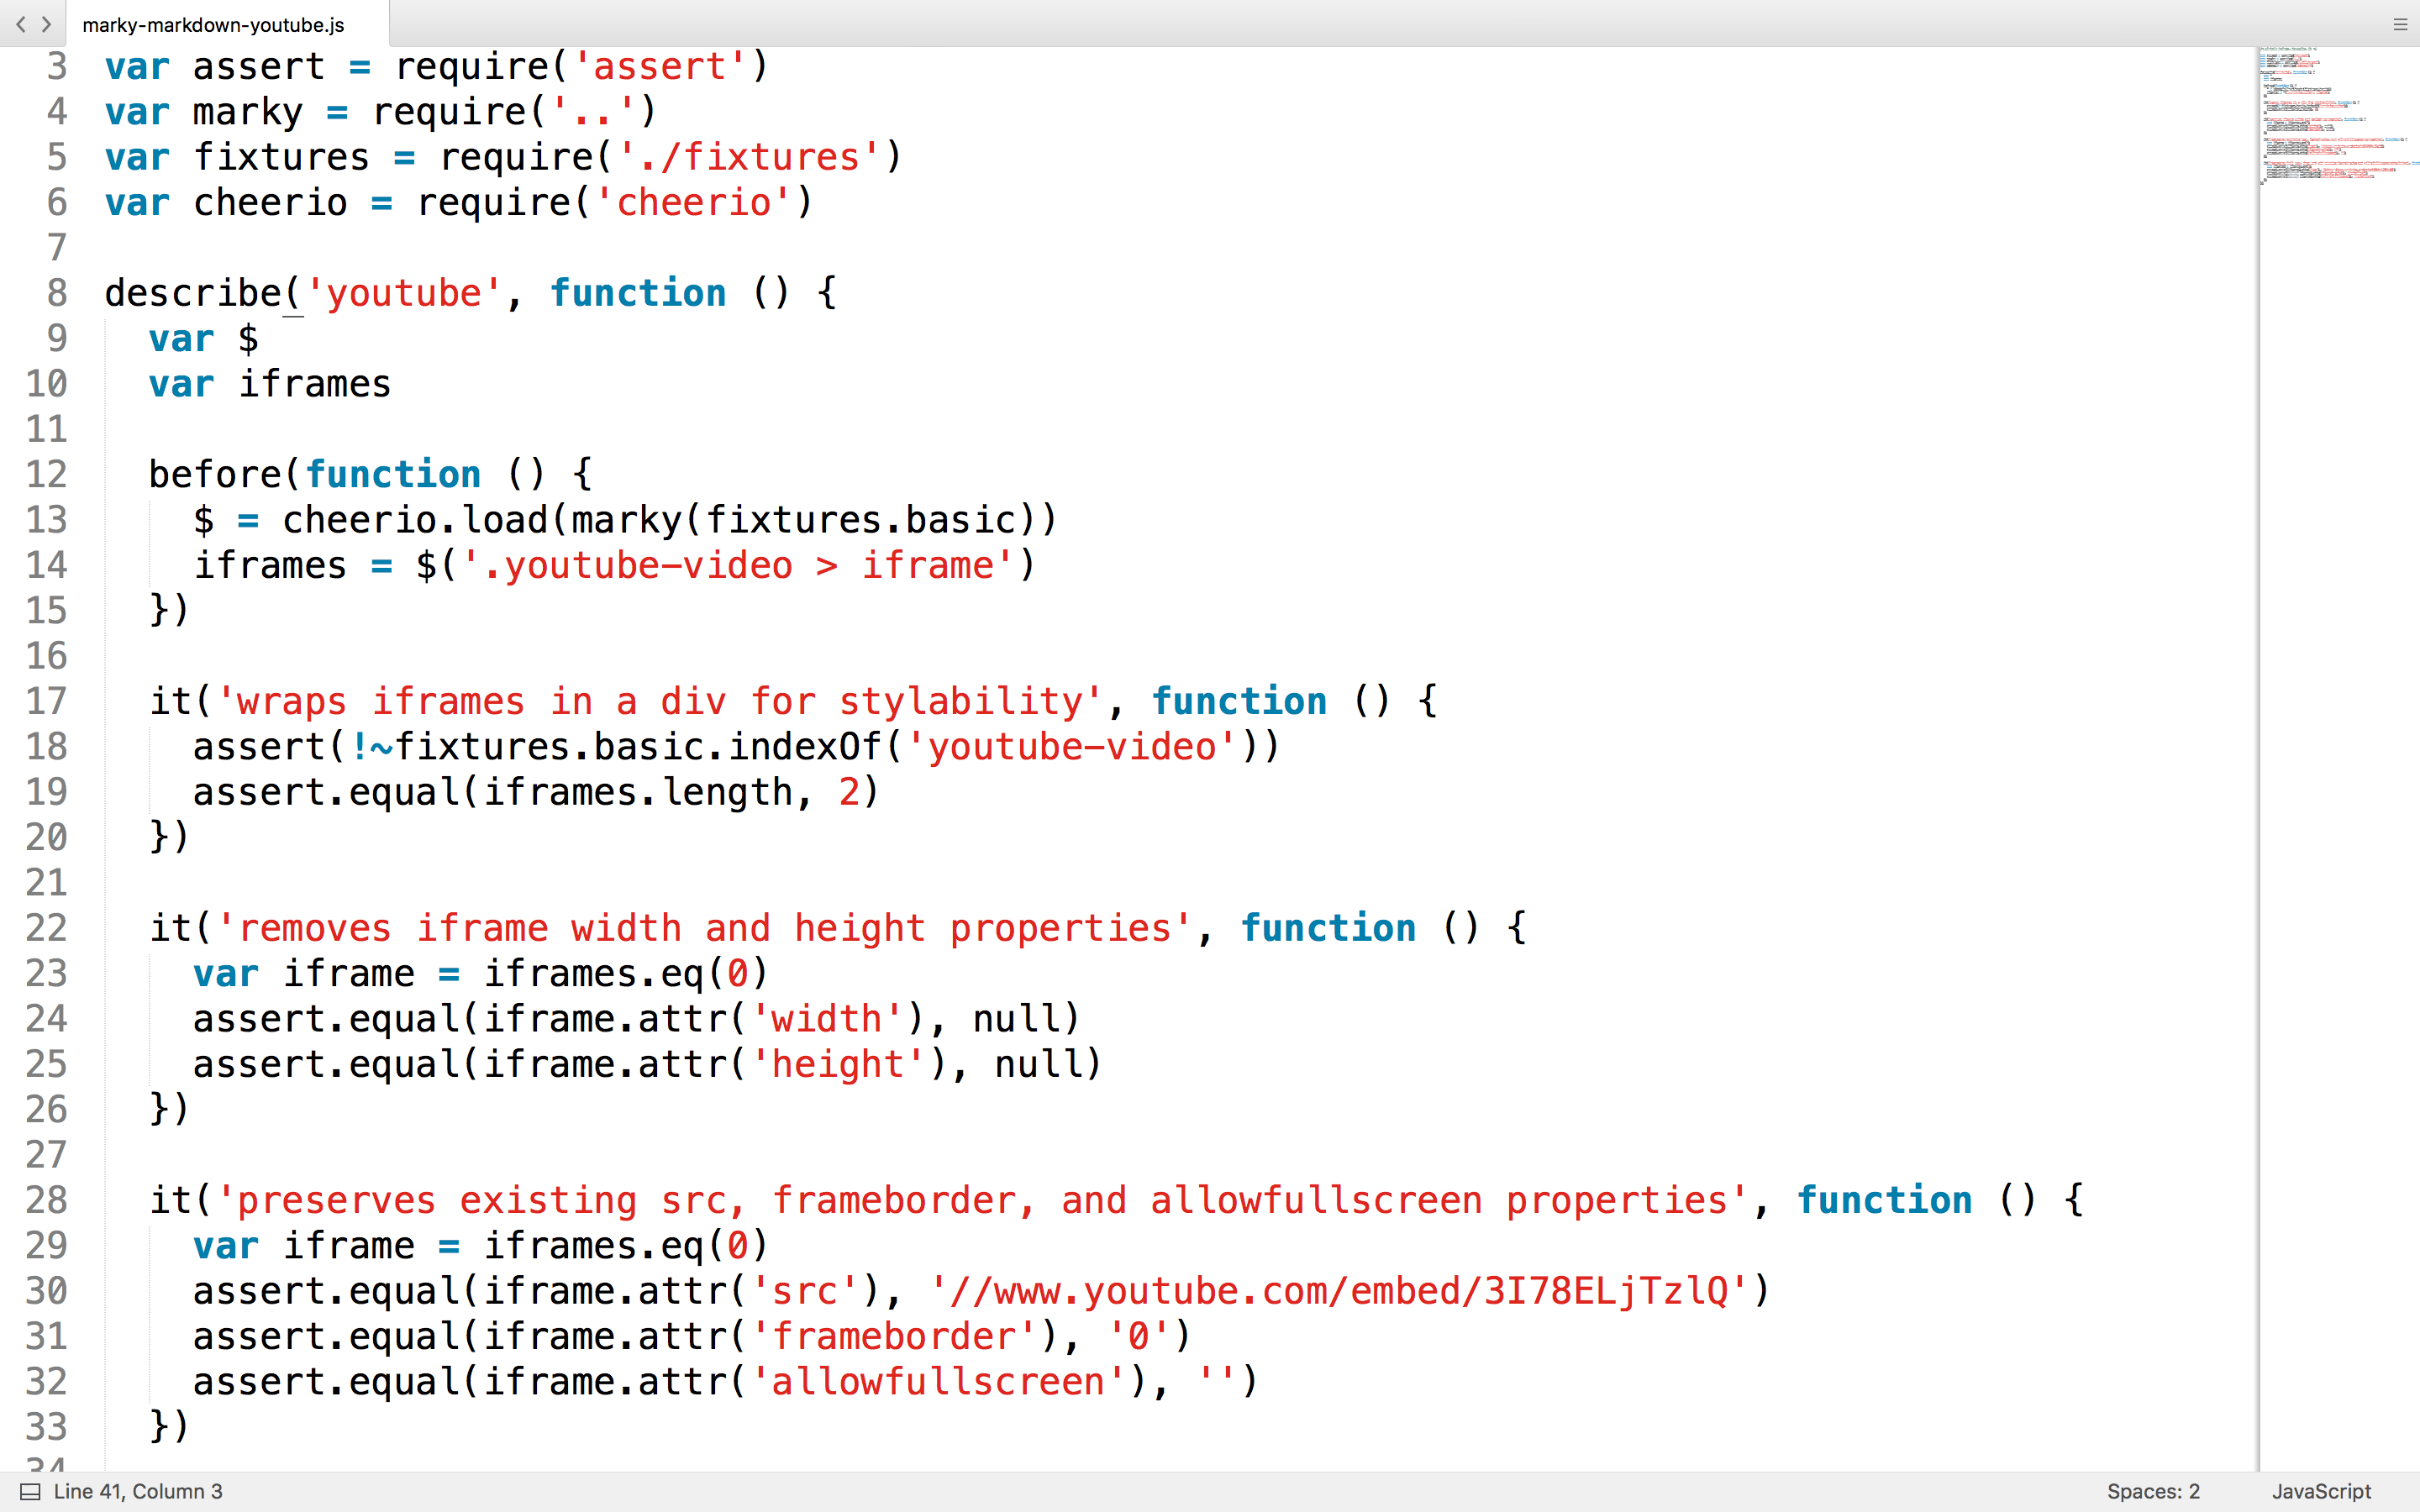 marky-markdown-youtube.js
3 var assert = require('assert')
4 var marky = require('..')
5 var fixtures = require('./fixtures')
6 var cheerio = require('cheerio')
7
8 describe('youtube', function () {
9   var $
10   var iframes
11
12   before(function () {
13     $ = cheerio.load(marky(fixtures.basic))
14     iframes = $('.youtube-video > iframe')
15   })
16
17   it('wraps iframes in a div for stylability', function () {
18     assert(!~fixtures.basic.indexOf('youtube-video'))
19     assert.equal(iframes.length, 2)
20   })
21
22   it('removes iframe width and height properties', function () {
23     var iframe = iframes.eq(0)
24     assert.equal(iframe.attr('width'), null)
25     assert.equal(iframe.attr('height'), null)
26   })
27
28   it('preserves existing src, frameborder, and allowfullscreen properties', function () {
29     var iframe = iframes.eq(0)
30     assert.equal(iframe.attr('src'), '//www.youtube.com/embed/3I78ELjTzlQ')
31     assert.equal(iframe.attr('frameborder'), '0')
32     assert.equal(iframe.attr('allowfullscreen'), '')
33   })
34
Line 41, Column 3
Spaces: 2
JavaScript